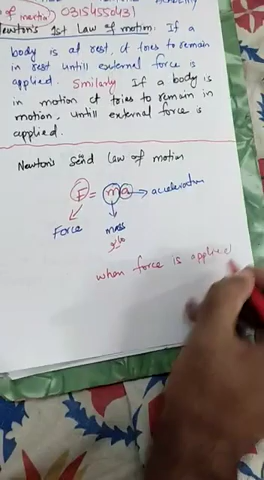 of inertia) 03154550431
Newton's 1st Law of motion: If a
body is at rest, it tries to remain
in rest untill external force is
applied. Similarly If a body is
in motion it tries to remain in
motion, untill external force is
applied.
Newton's 2nd Law of motion
F = ma → acceleration
Force
mass
when force is applied